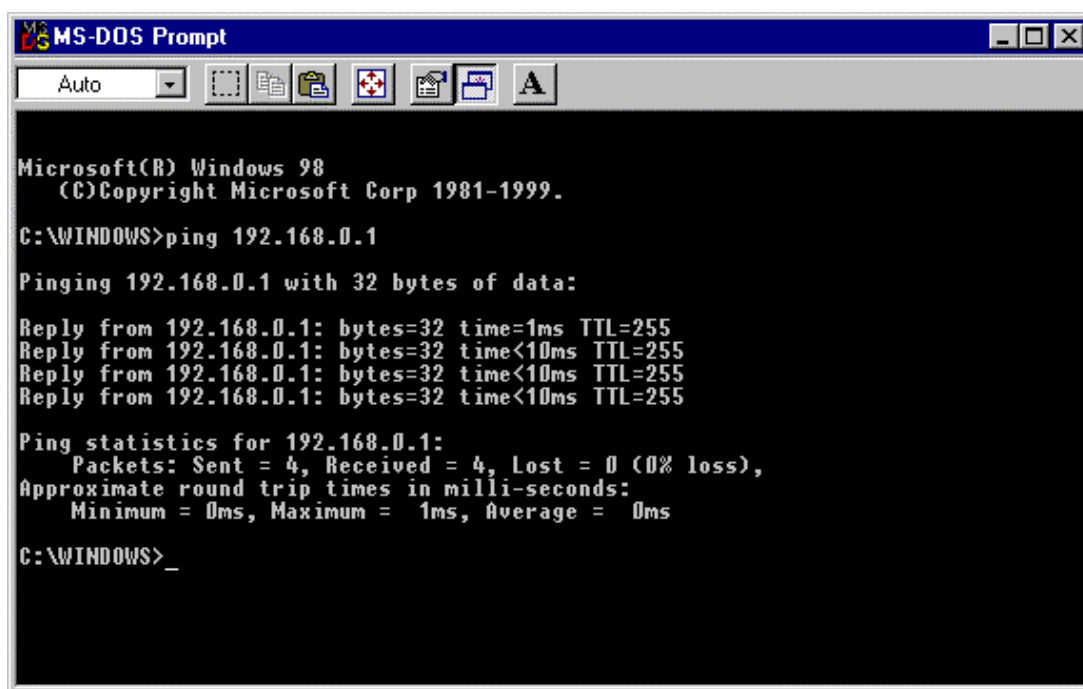 MS-DOS Prompt
Auto
A
Microsoft(R) Windows 98
(C)Copyright Microsoft Corp 1981-1999.
C:\WINDOWS>ping 192.168.0.1
Pinging 192.168.0.1 with 32 bytes of data:
Reply from 192.168.0.1: bytes=32 time=1ms TTL=255
Reply from 192.168.0.1: bytes=32 time<10ms TTL=255
Reply from 192.168.0.1: bytes=32 time<10ms TTL=255
Reply from 192.168.0.1: bytes=32 time<10ms TTL=255
Ping statistics for 192.168.0.1:
Packets: Sent = 4, Received = 4, Lost = 0 (0% loss),
Approximate round trip times in milli-seconds:
Minimum = 0ms, Maximum =  1ms, Average =  0ms
C:\WINDOWS>_